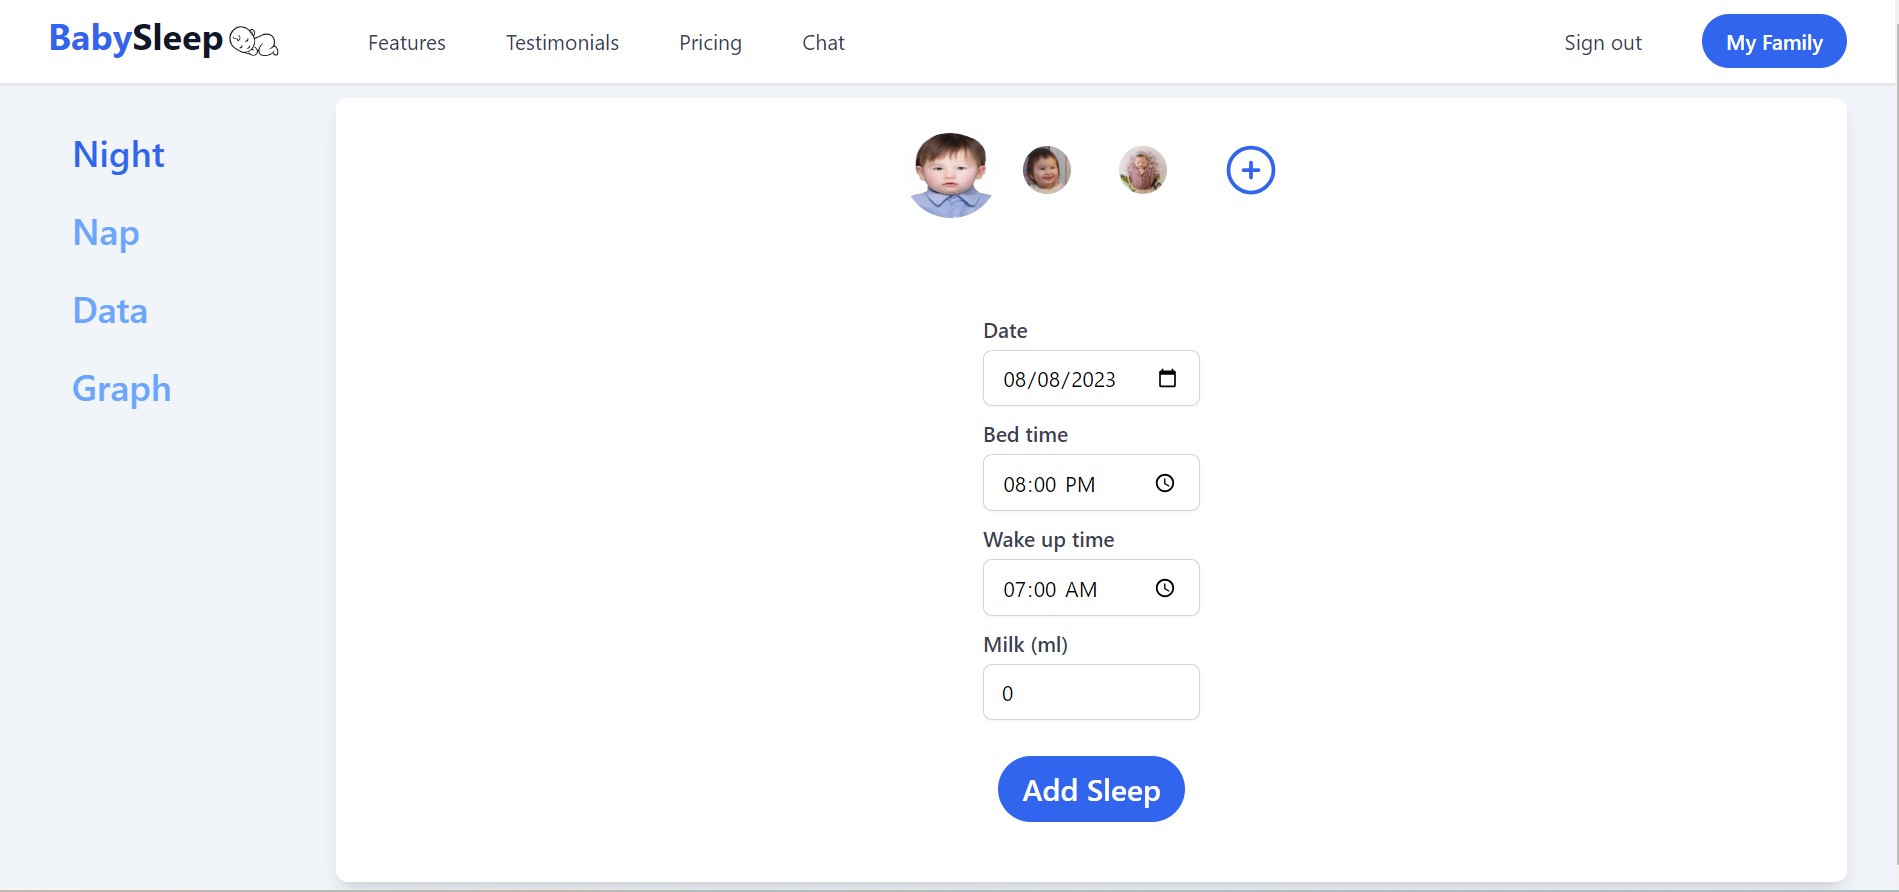 BabySleep
Features
Testimonials
Pricing
Chat
Sign out
My Family
Night
Nap
Data
Graph
Date
08/08/2023
Bed time
08:00 PM
Wake up time
07:00 AM
Milk (ml)
0
Add Sleep